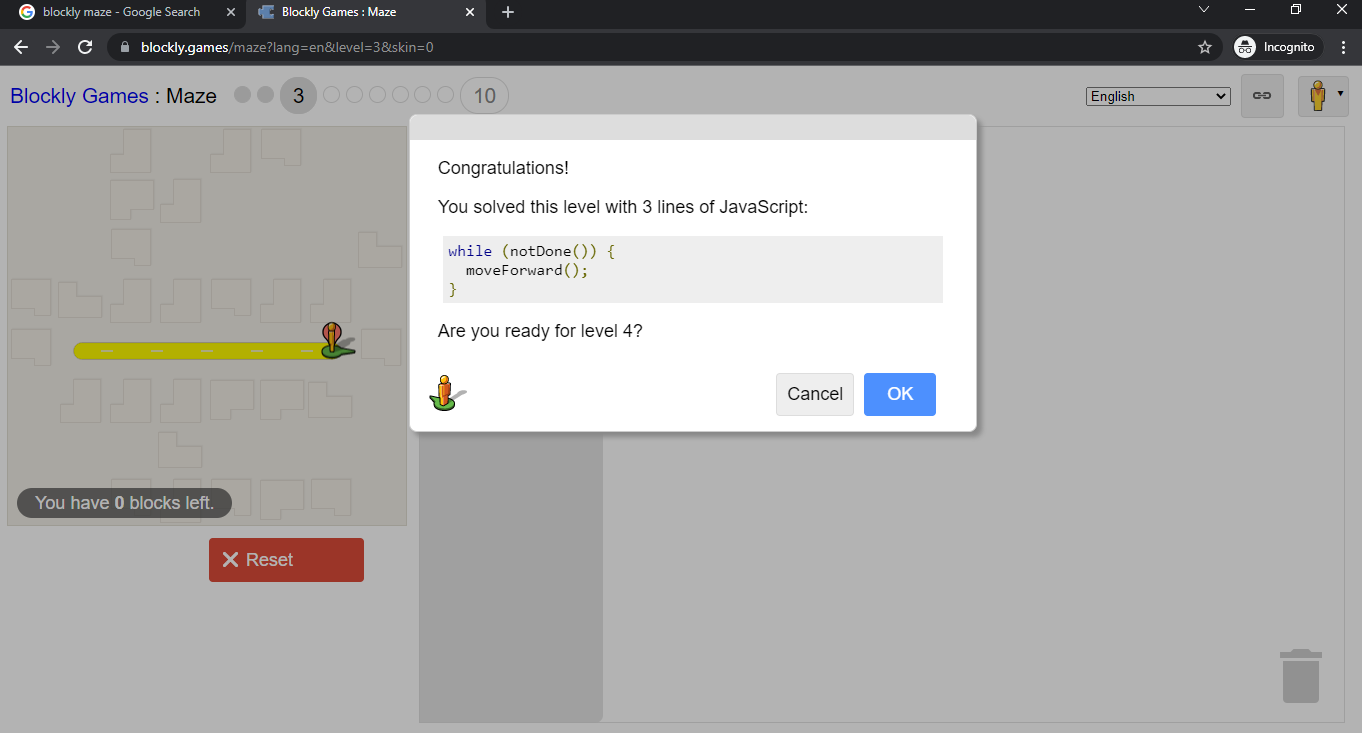 blockly maze - Google Search
Blockly Games : Maze
blockly.games/maze?lang=en&level=3&skin=0
Incognito
Blockly Games : Maze
3
10
English
Congratulations!
You solved this level with 3 lines of JavaScript:
while (notDone()) {
  moveForward();
}
Are you ready for level 4?
Cancel
OK
You have 0 blocks left.
Reset